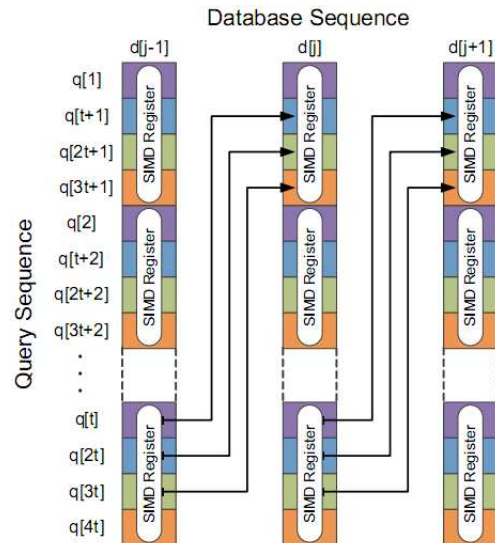 Database Sequence
d[j-1] d[j] d[j+1]
Query Sequence
q[1]
q[t+1]
q[2t+1]
q[3t+1]
q[2]
q[t+2]
q[2t+2]
q[3t+2]
q[t]
q[2t]
q[3t]
q[4t]
SIMD Register SIMD Register SIMD Register
SIMD Register SIMD Register SIMD Register
SIMD Register SIMD Register SIMD Register